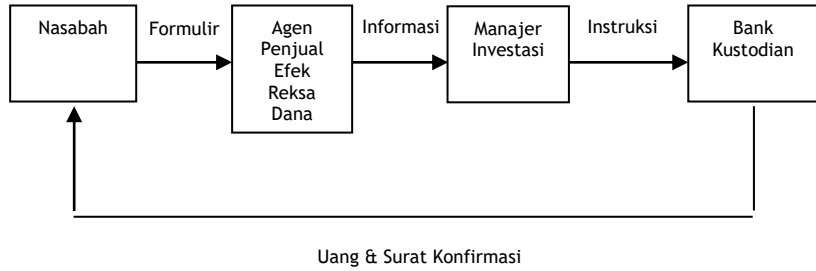 Nasabah
Formulir
Agen
Penjual
Efek
Reksa
Dana
Informasi
Manajer
Investasi
Instruksi
Bank
Kustodian
Uang & Surat Konfirmasi